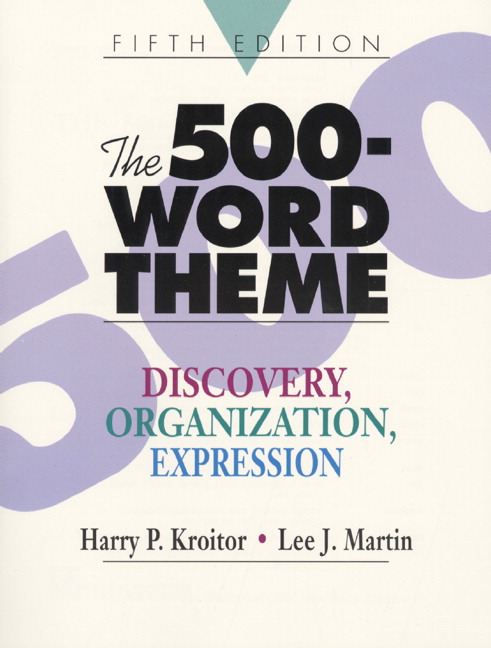 FIFTH EDITION
The 500-
WORD
THEME
DISCOVERY,
ORGANIZATION,
EXPRESSION
Harry P. Kroitor • Lee J. Martin